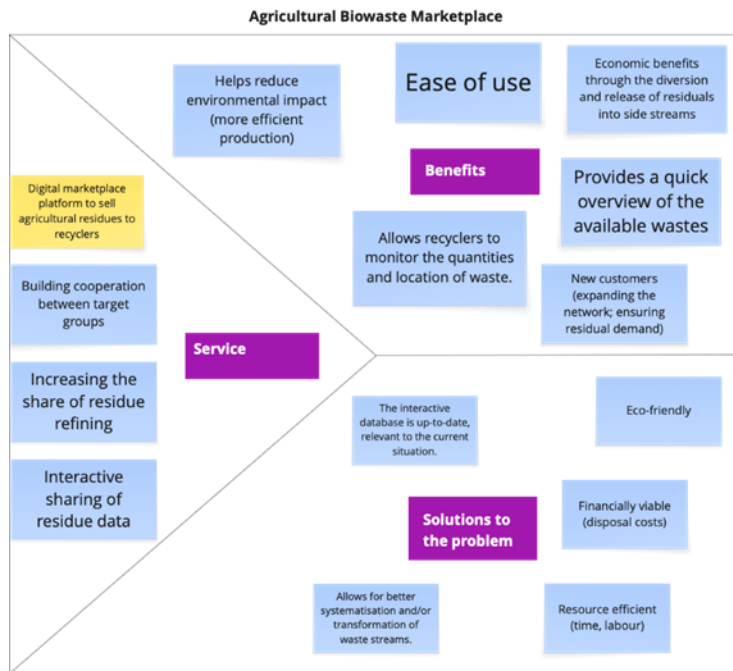 Agricultural Biowaste Marketplace
Helps reduce
environmental impact
(more efficient
production)
Ease of use
Economic benefits
through the diversion
and release of residuals
into side streams
Benefits
Provides a quick
overview of the
available wastes
Allows recyclers to
monitor the quantities
and location of waste.
New customers
(expanding the
network; ensuring
residual demand)
Digital marketplace
platform to sell
agricultural residues to
recyclers
Building cooperation
between target
groups
Service
Increasing the
share of residue
refining
Interactive
sharing of
residue data
The interactive
database is up-to-date,
relevant to the current
situation.
Eco-friendly
Solutions to
the problem
Financially viable
(disposal costs)
Allows for better
systematisation and/or
transformation of
waste streams.
Resource efficient
(time, labour)